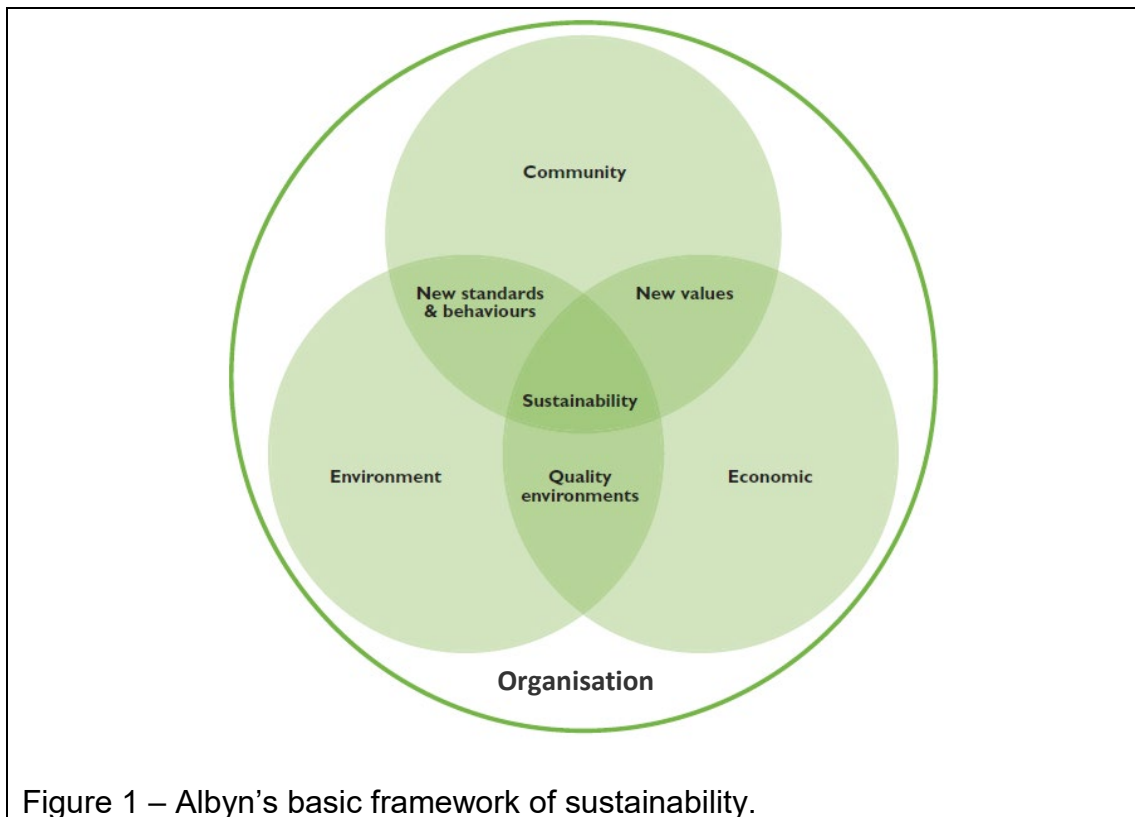 Community
New standards
& behaviours
New values
Sustainability
Environment
Quality
environments
Economic
Organisation
Figure 1 – Albyn’s basic framework of sustainability.